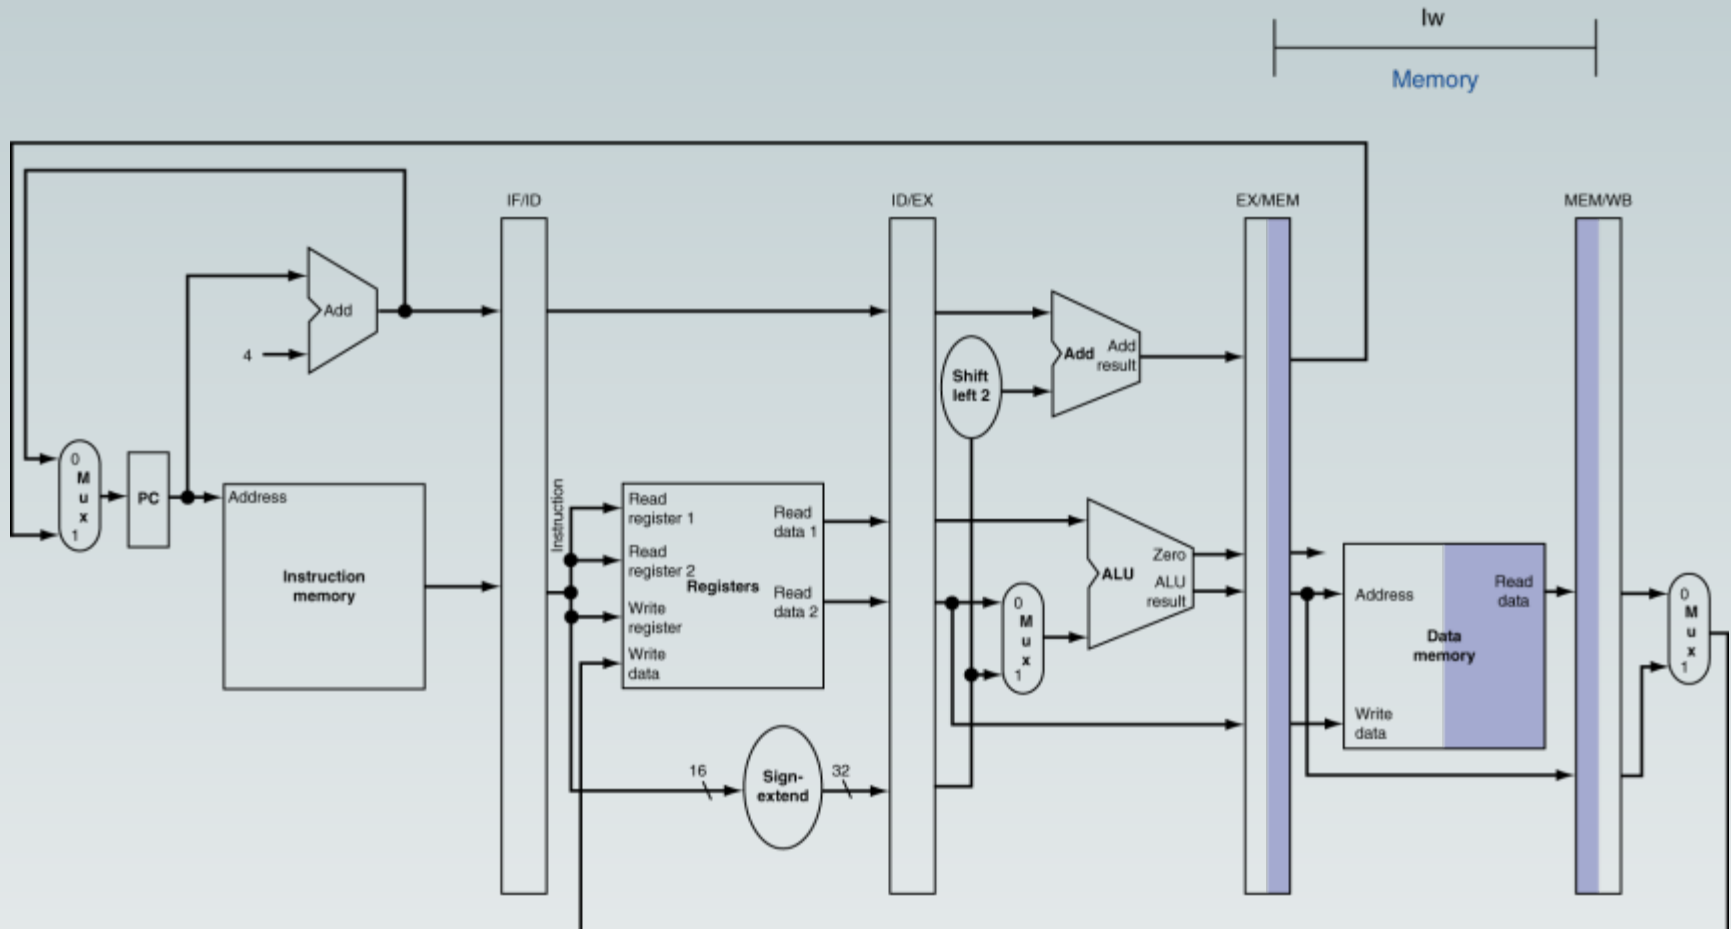 lw
Memory
IF/ID
ID/EX
EX/MEM
MEM/WB
Add
4
Shift
left 2
Add
Add
result
0
M
u
x
1
PC
Address
Instruction
memory
Instruction
Read
register 1
Read
register 2
Write
register
Write
data
Registers
Read
data 1
Read
data 2
16
Sign-
extend
32
0
M
u
x
1
ALU
Zero
ALU
result
Address
Write
data
Data
memory
Read
data
0
M
u
x
1